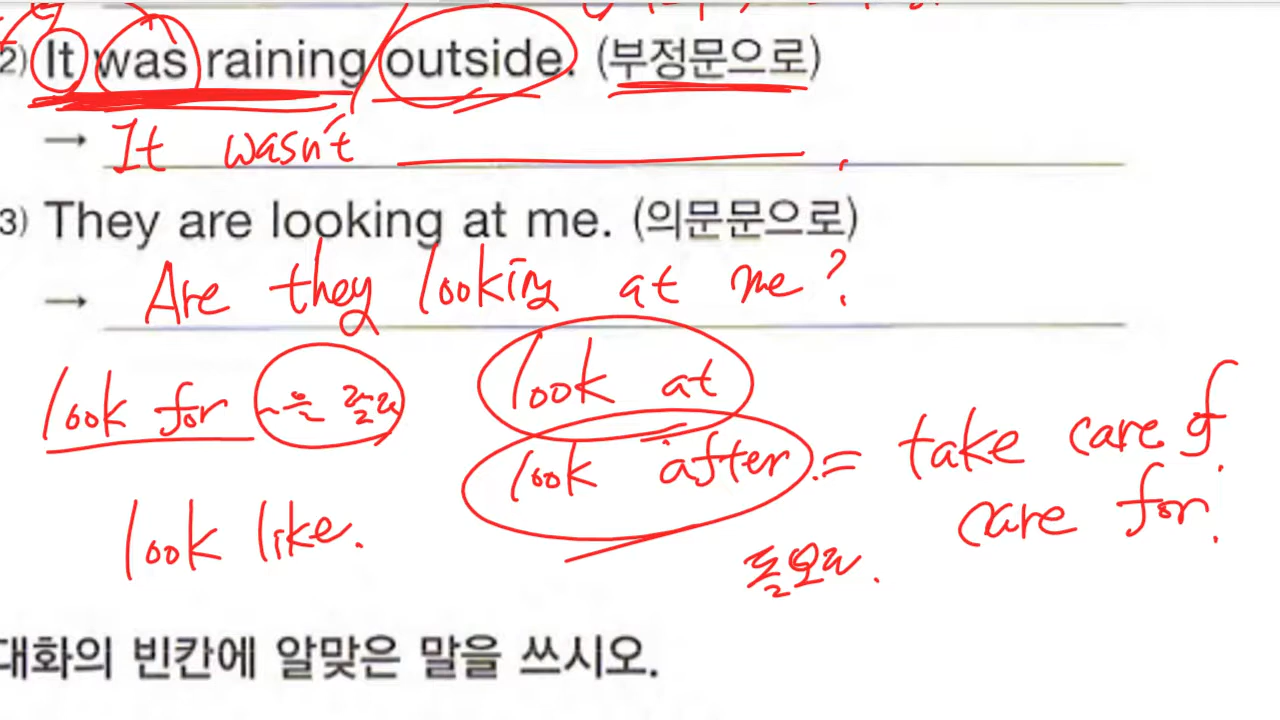 2) It was raining outside. (부정문으로)
→ It wasn't
3) They are looking at me. (의문문으로)
→ Are they looking at me?
look for ~을 찾다 look at
look after = take care of.
look like. care for.
돌보다.
대화의 빈칸에 알맞은 말을 쓰시오.